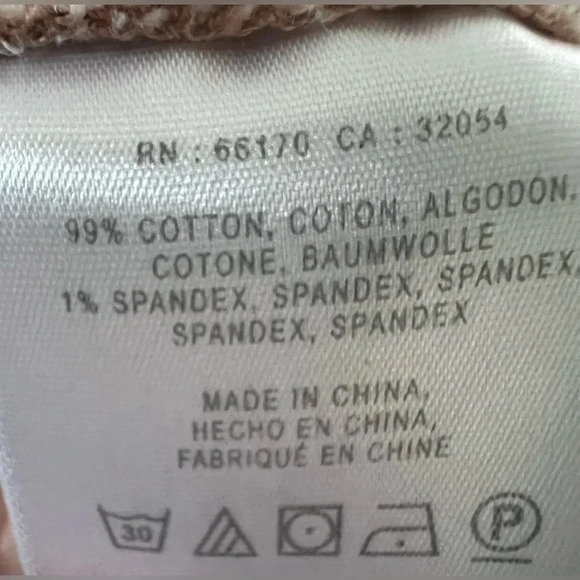 RN : 66170 CA : 32054
99% COTTON, COTON, ALGODON,
COTONE, BAUMWOLLE
1% SPANDEX, SPANDEX, SPANDEX,
SPANDEX, SPANDEX
MADE IN CHINA,
HECHO EN CHINA,
FABRIQUÉ EN CHINE
30 P